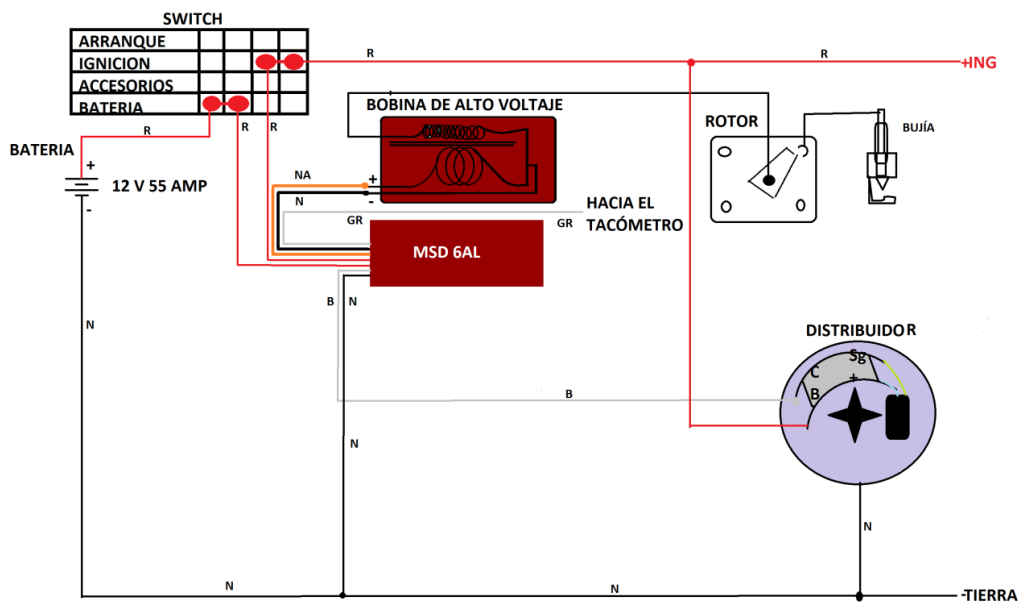 SWITCH
ARRANQUE
IGNICION
ACCESORIOS
BATERIA
R
R
+ING
BOBINA DE ALTO VOLTAJE
ROTOR
BUJÍA
R
R
R
BATERIA
+
12 V 55 AMP
-
NA
+
N
-
HACIA EL
TACÓMETRO
GR
GR
MSD 6AL
B
N
N
DISTRIBUIDOR
Sg
C
+
B
B
N
N
N
N
-TIERRA